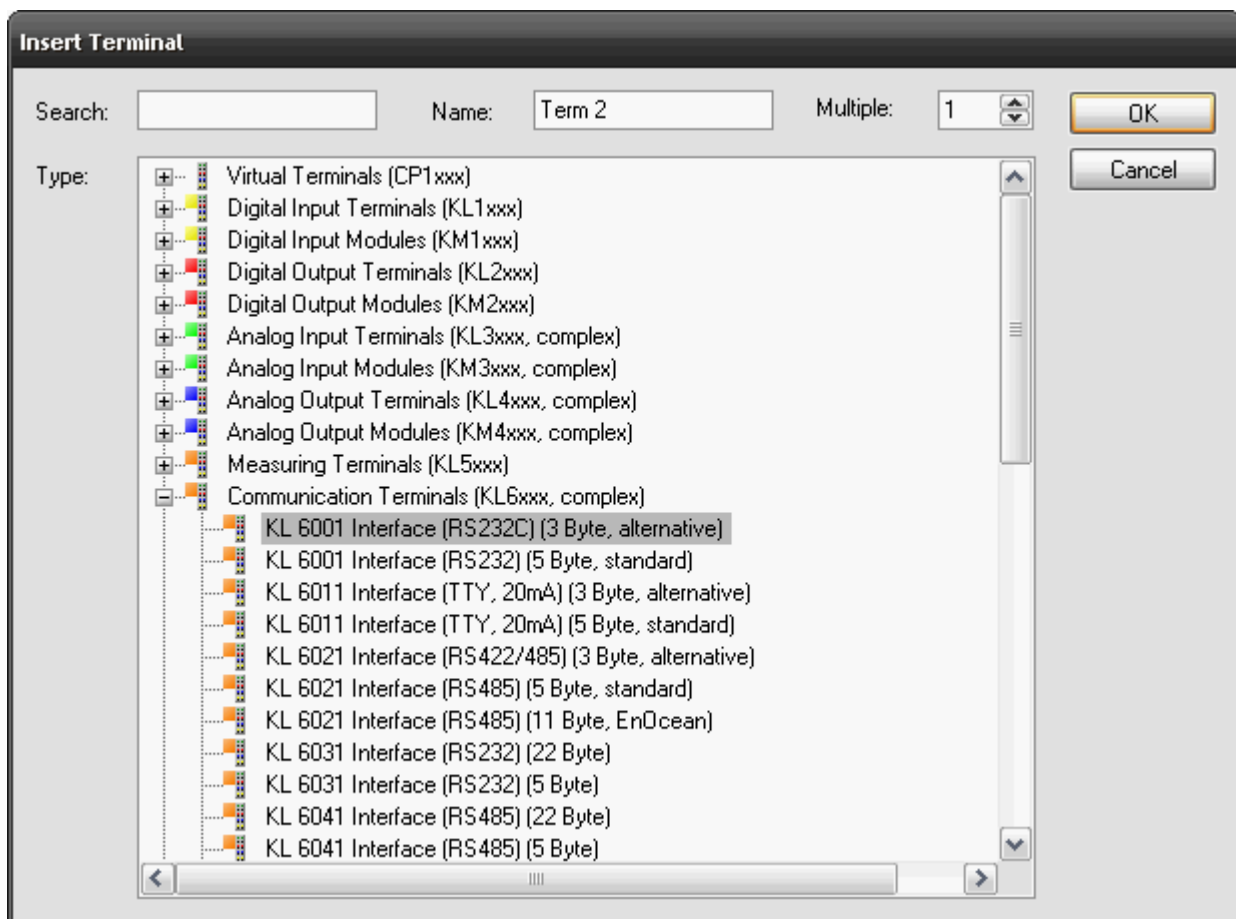 Insert Terminal
Search: Name: Term 2 Multiple: 1 OK
Type: Cancel
Virtual Terminals (CP1xxx)
Digital Input Terminals (KL1xxx)
Digital Input Modules (KM1xxx)
Digital Output Terminals (KL2xxx)
Digital Output Modules (KM2xxx)
Analog Input Terminals (KL3xxx, complex)
Analog Input Modules (KM3xxx, complex)
Analog Output Terminals (KL4xxx, complex)
Analog Output Modules (KM4xxx, complex)
Measuring Terminals (KL5xxx)
Communication Terminals (KL6xxx, complex)
KL 6001 Interface (RS232C) (3 Byte, alternative)
KL 6001 Interface (RS232) (5 Byte, standard)
KL 6011 Interface (TTY, 20mA) (3 Byte, alternative)
KL 6011 Interface (TTY, 20mA) (5 Byte, standard)
KL 6021 Interface (RS422/485) (3 Byte, alternative)
KL 6021 Interface (RS485) (5 Byte, standard)
KL 6021 Interface (RS485) (11 Byte, EnOcean)
KL 6031 Interface (RS232) (22 Byte)
KL 6031 Interface (RS232) (5 Byte)
KL 6041 Interface (RS485) (22 Byte)
KL 6041 Interface (RS485) (5 Byte)